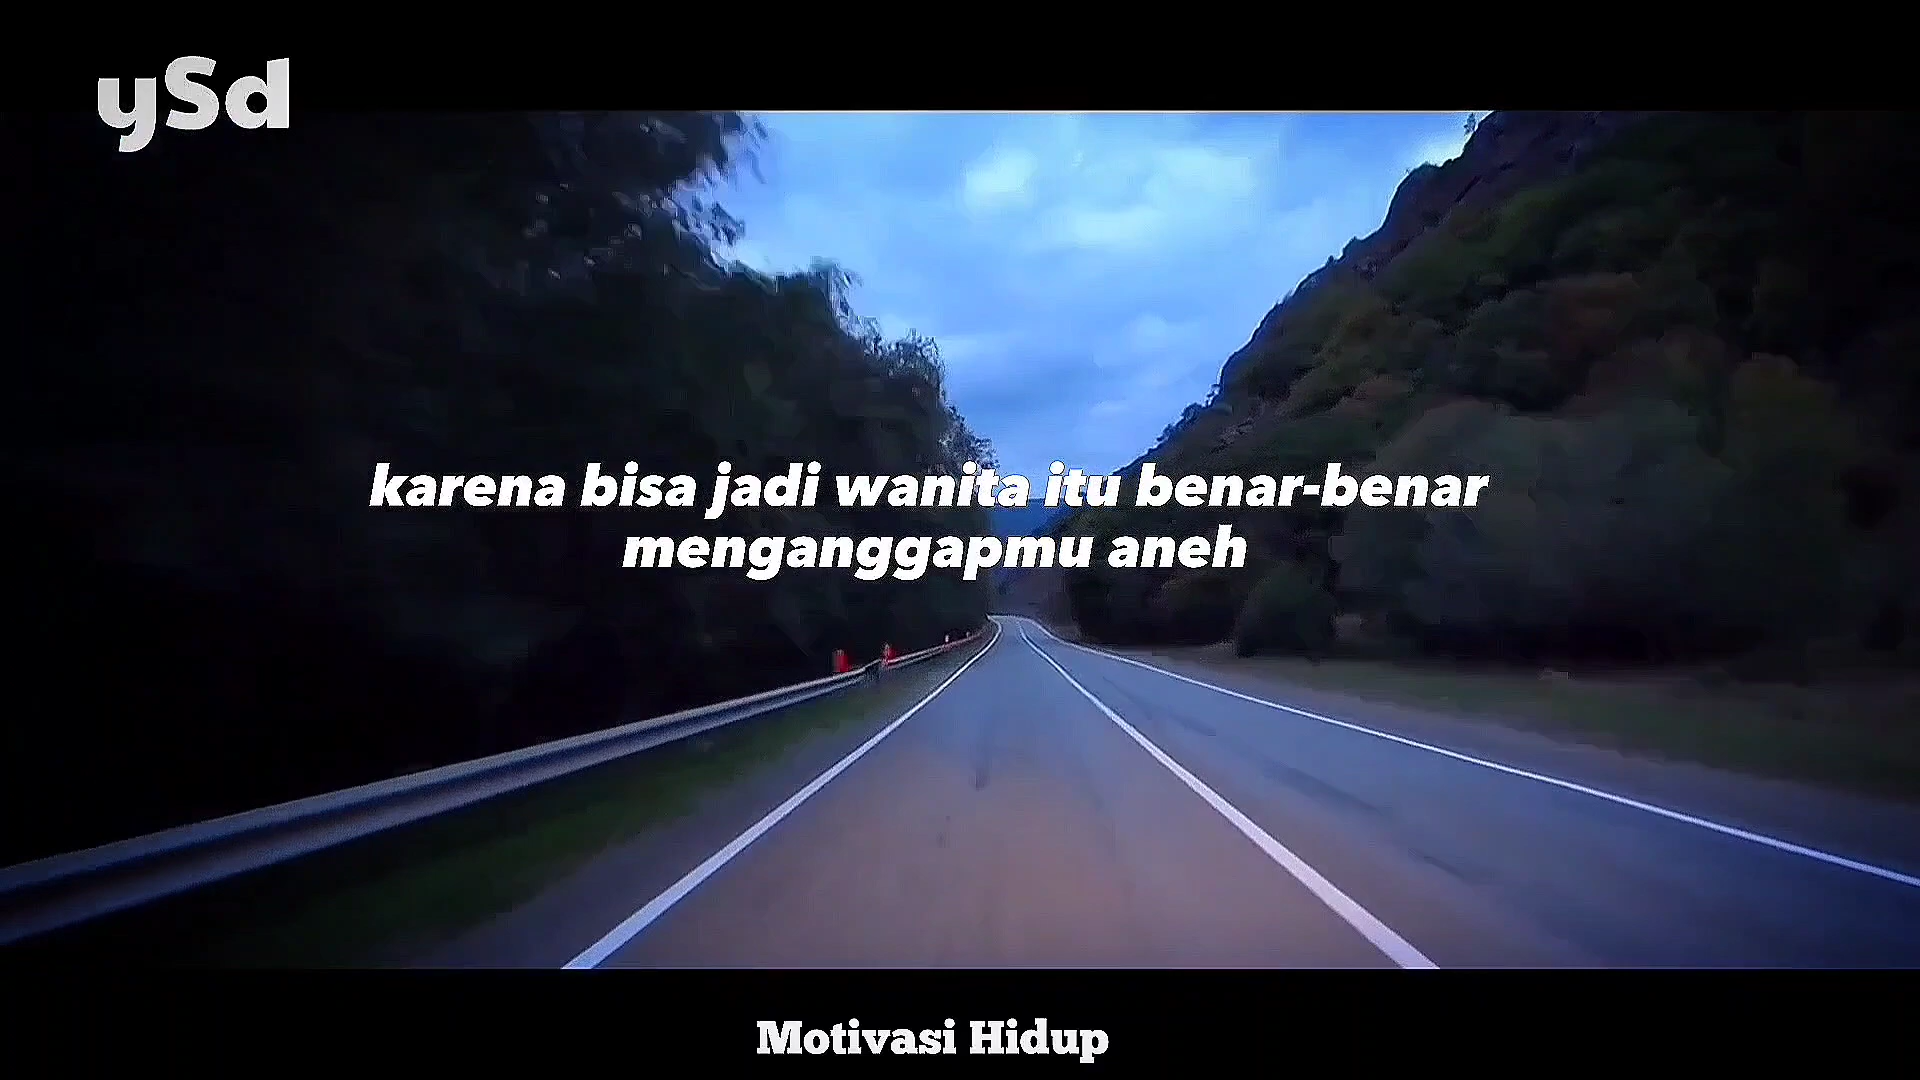 ySd
karena bisa jadi wanita itu benar-benar
menganggapmu aneh
Motivasi Hidup